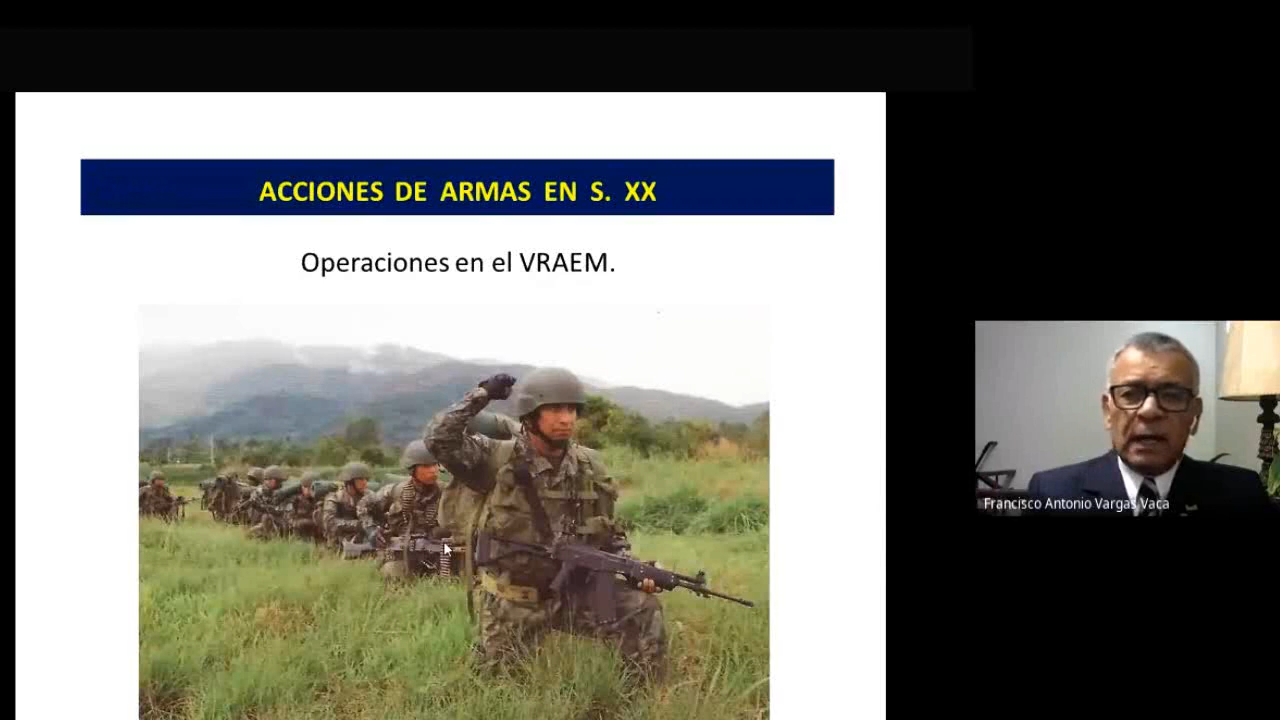 ACCIONES DE ARMAS EN S. XX
Operaciones en el VRAEM.
Francisco Antonio Vargas Vaca